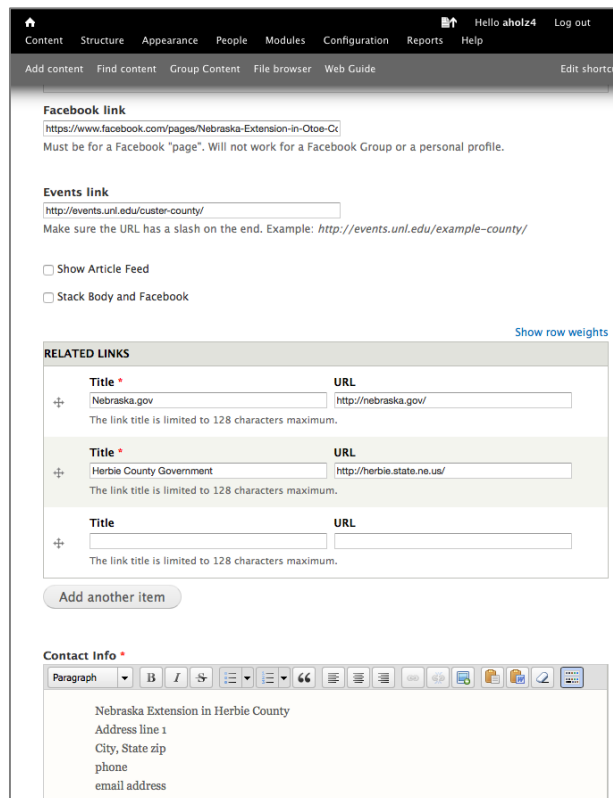 Hello aholz4 Log out
Content Structure Appearance People Modules Configuration Reports Help
Add content Find content Group Content File browser Web Guide Edit shortcu
Facebook link
https://www.facebook.com/pages/Nebraska-Extension-in-Otoe-Co
Must be for a Facebook "page". Will not work for a Facebook Group or a personal profile.
Events link
http://events.unl.edu/custer-county/
Make sure the URL has a slash on the end. Example: http://events.unl.edu/example-county/
Show Article Feed
Stack Body and Facebook
Show row weights
RELATED LINKS
Title * URL
Nebraska.gov http://nebraska.gov/
The link title is limited to 128 characters maximum.
Title * URL
Herbie County Government http://herbie.state.ne.us/
The link title is limited to 128 characters maximum.
Title URL
The link title is limited to 128 characters maximum.
Add another item
Contact Info *
Paragraph B I S
Nebraska Extension in Herbie County
Address line 1
City, State zip
phone
email address